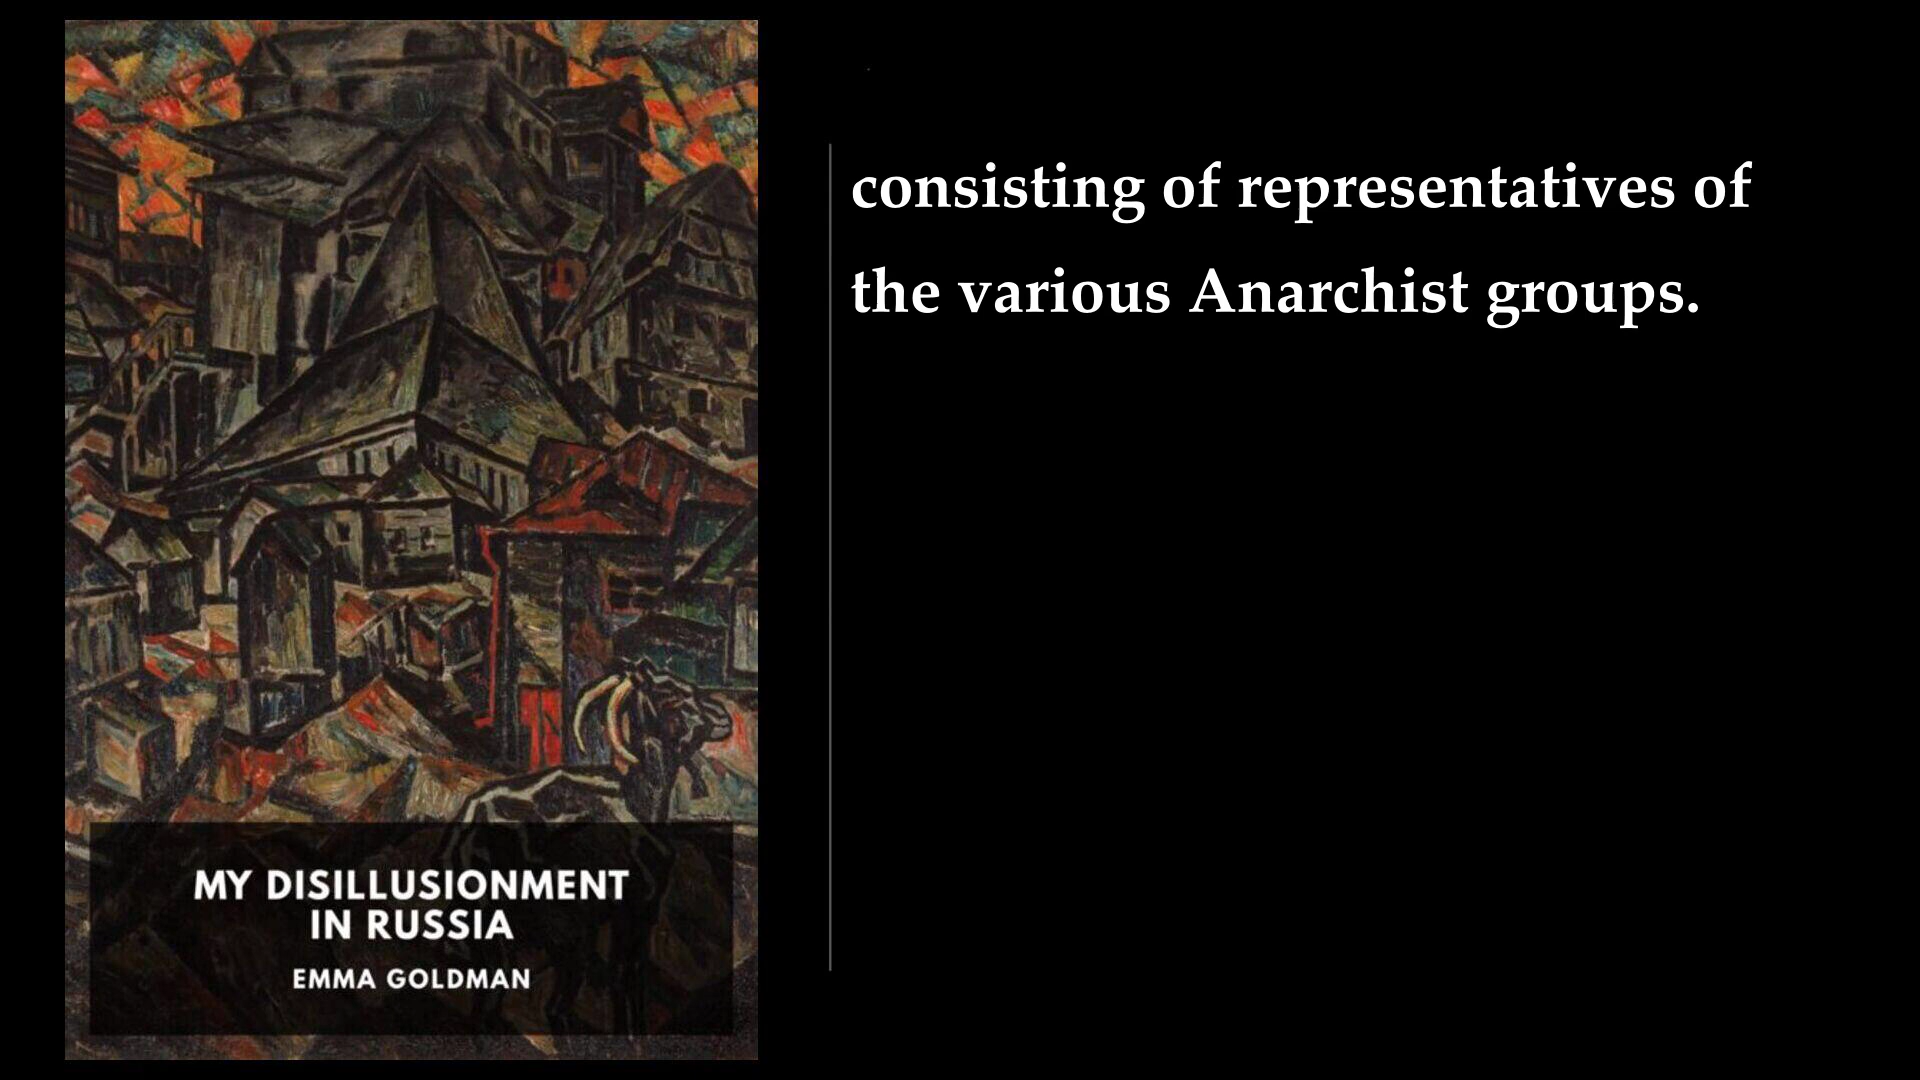 consisting of representatives of
the various Anarchist groups.
MY DISILLUSIONMENT
IN RUSSIA
EMMA GOLDMAN